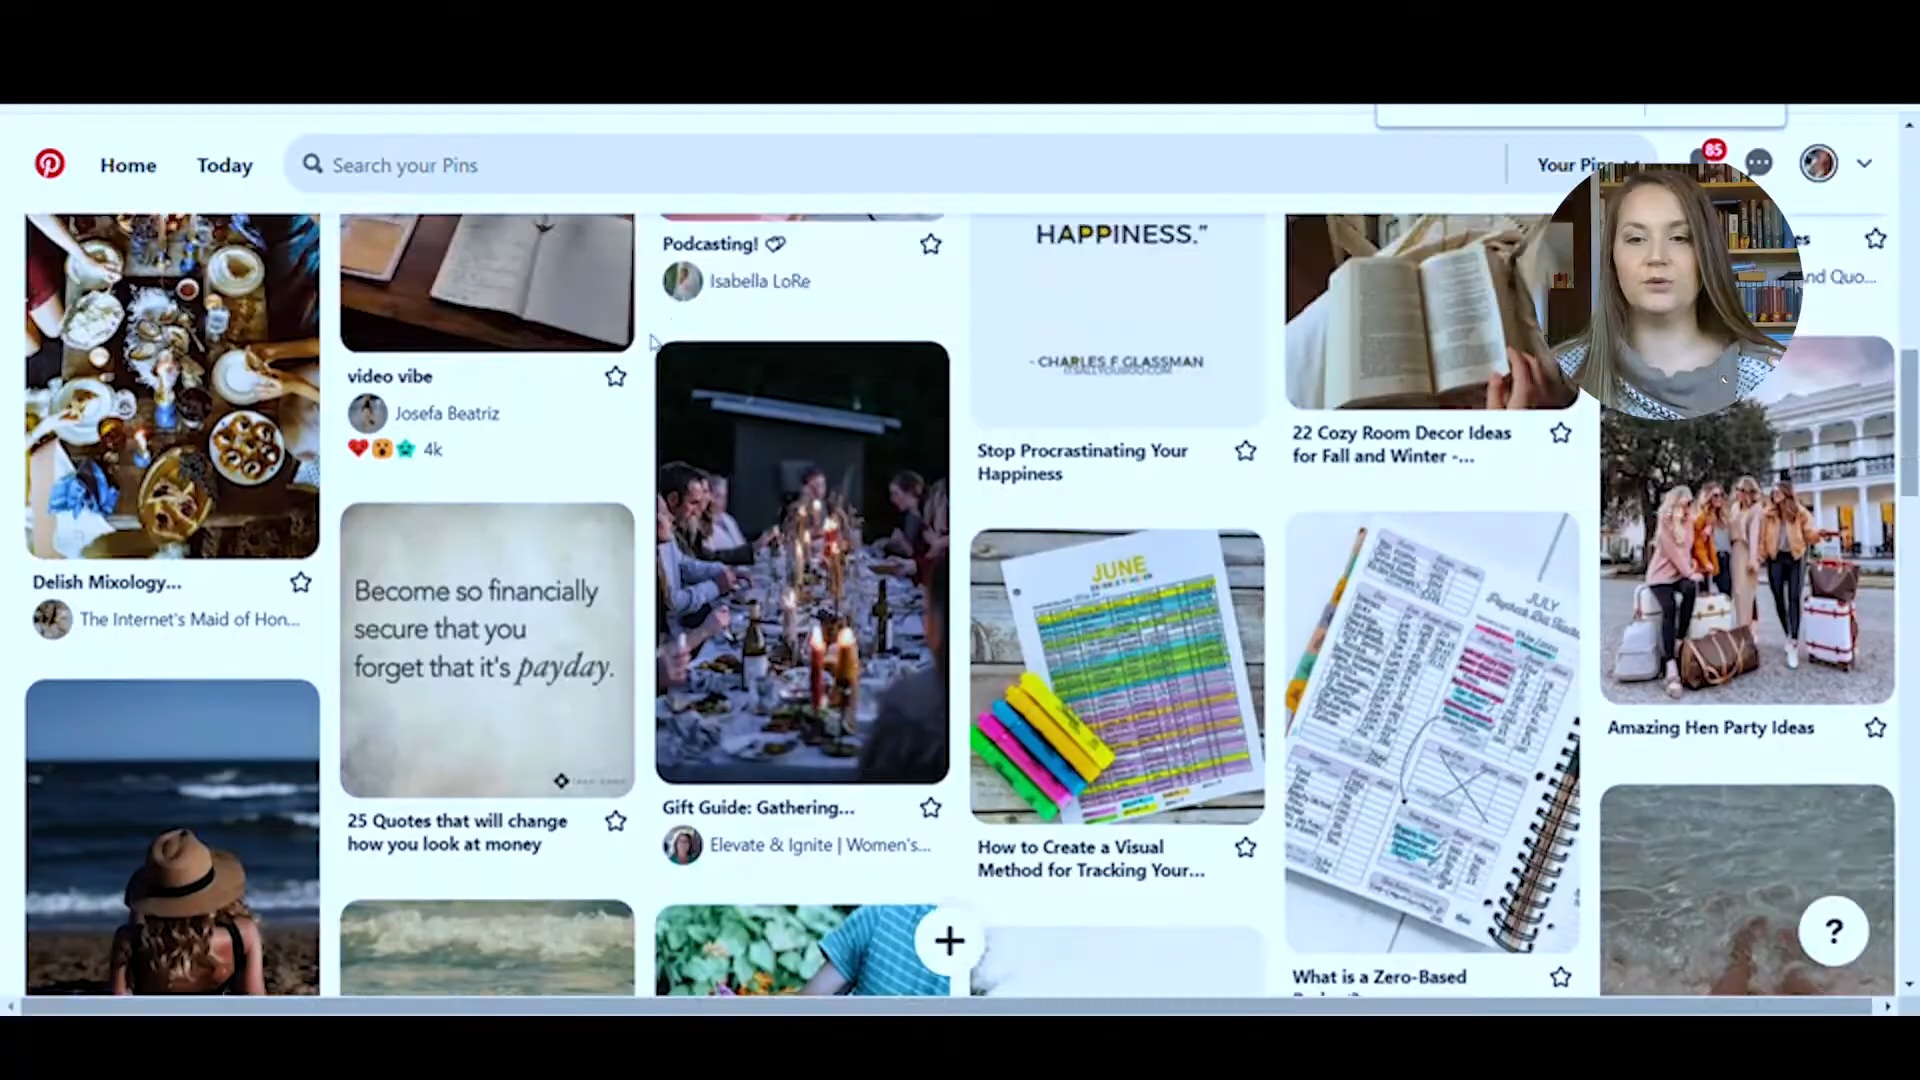 Home
Today
Search your Pins
85
HAPPINESS.”
- CHARLES F. GLASSMAN
Podcasting!
Isabella LoRe
nd Quo...
video vibe
Josefa Beatriz
4k
Stop Procrastinating Your
Happiness
22 Cozy Room Decor Ideas
for Fall and Winter -...
Delish Mixology...
The Internet's Maid of Hon...
Become so financially
secure that you
forget that it's payday.
JUNE
JULY
Amazing Hen Party Ideas
25 Quotes that will change
how you look at money
Gift Guide: Gathering...
Elevate & Ignite | Women's...
How to Create a Visual
Method for Tracking Your...
What is a Zero-Based
?